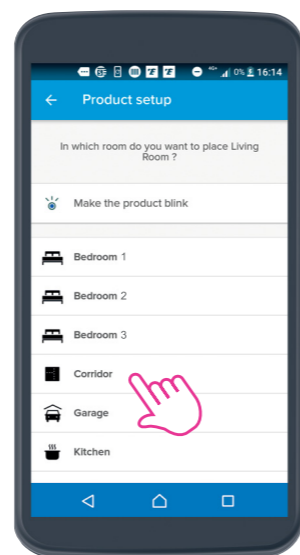 0% 16:14
Product setup
In which room do you want to place Living
Room ?
Make the product blink
Bedroom 1
Bedroom 2
Bedroom 3
Corridor
Garage
Kitchen